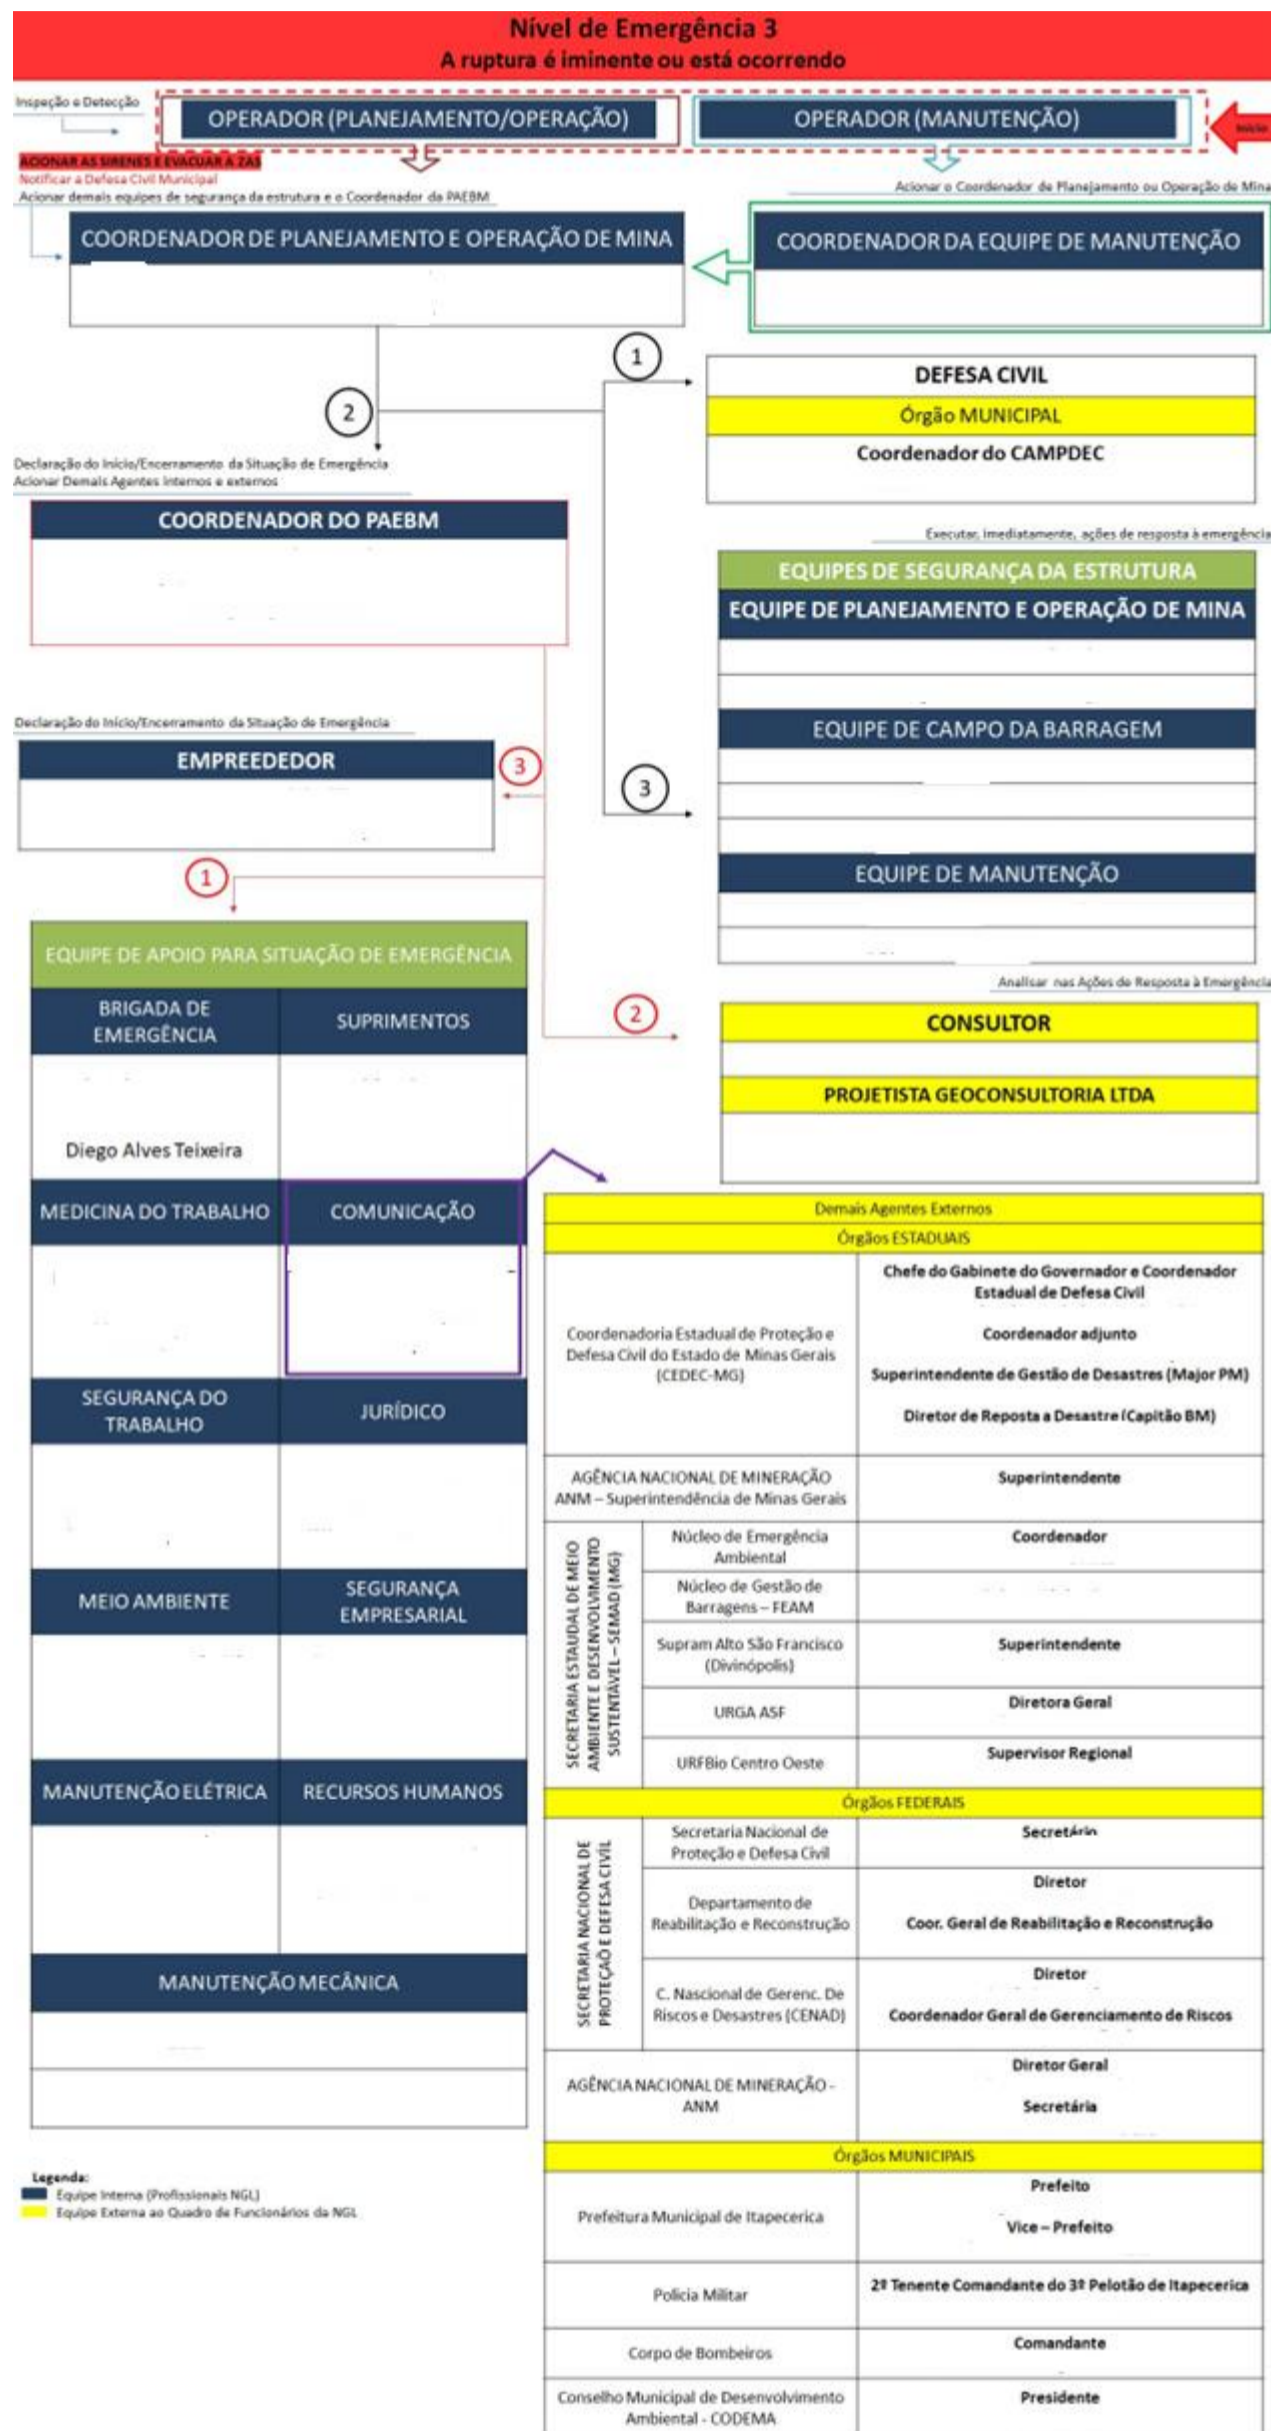 Nível de Emergência 3
A ruptura é iminente ou está ocorrendo
Inspeção e Detecção
OPERADOR (PLANEJAMENTO/OPERAÇÃO)
OPERADOR (MANUTENÇÃO)
Início
ACIONAR AS SIRENES E EVACUAR A ZAS
Notificar a Defesa Civil Municipal
Acionar demais equipes de segurança da estrutura e o Coordenador da PAEBM
Acionar o Coordenador de Planejamento ou Operação de Mina
COORDENADOR DE PLANEJAMENTO E OPERAÇÃO DE MINA
COORDENADOR DA EQUIPE DE MANUTENÇÃO
1
DEFESA CIVIL
Órgão MUNICIPAL
Coordenador do CAMPDEC
2
Declaração do Início/Encerramento da Situação de Emergência
Acionar Demais Agentes internos e externos
COORDENADOR DO PAEBM
Executar, imediatamente, ações de resposta à emergência
EQUIPES DE SEGURANÇA DA ESTRUTURA
EQUIPE DE PLANEJAMENTO E OPERAÇÃO DE MINA
EQUIPE DE CAMPO DA BARRAGEM
EQUIPE DE MANUTENÇÃO
Declaração do Início/Encerramento da Situação de Emergência
EMPREEDEDOR
3
3
1
EQUIPE DE APOIO PARA SITUAÇÃO DE EMERGÊNCIA
BRIGADA DE
EMERGÊNCIA
SUPRIMENTOS
Diego Alves Teixeira
MEDICINA DO TRABALHO
COMUNICAÇÃO
SEGURANÇA DO
TRABALHO
JURÍDICO
MEIO AMBIENTE
SEGURANÇA
EMPRESARIAL
MANUTENÇÃO ELÉTRICA
RECURSOS HUMANOS
MANUTENÇÃO MECÂNICA
Analisar nas Ações de Resposta à Emergência
2
CONSULTOR
PROJETISTA GEOCONSULTORIA LTDA
Demais Agentes Externos
Órgãos ESTADUAIS
Coordenadoria Estadual de Proteção e
Defesa Civil do Estado de Minas Gerais
(CEDEC-MG)
Chefe do Gabinete do Governador e Coordenador
Estadual de Defesa Civil
Coordenador adjunto
Superintendente de Gestão de Desastres (Major PM)
Diretor de Reposta a Desastre (Capitão BM)
AGÊNCIA NACIONAL DE MINERAÇÃO
ANM – Superintendência de Minas Gerais
Superintendente
SECRETARIA ESTAUDAL DE MEIO
AMBIENTE E DESENVOLVIMENTO
SUSTENTÁVEL – SEMAD (MG)
Núcleo de Emergência
Ambiental
Coordenador
Núcleo de Gestão de
Barragens – FEAM
Supram Alto São Francisco
(Divinópolis)
Superintendente
URGA ASF
Diretora Geral
URFBio Centro Oeste
Supervisor Regional
Órgãos FEDERAIS
SECRETARIA NACIONAL DE
PROTEÇAÕ E DEFESA CIVÍL
Secretaria Nacional de
Proteção e Defesa Civil
Secretário
Departamento de
Reabilitação e Reconstrução
Diretor
Coor. Geral de Reabilitação e Reconstrução
C. Nascional de Gerenc. De
Riscos e Desastres (CENAD)
Diretor
Coordenador Geral de Gerenciamento de Riscos
AGÊNCIA NACIONAL DE MINERAÇÃO -
ANM
Diretor Geral
Secretária
Órgãos MUNICIPAIS
Prefeitura Municipal de Itapecerica
Prefeito
Vice – Prefeito
Policia Militar
2º Tenente Comandante do 3º Pelotão de Itapecerica
Corpo de Bombeiros
Comandante
Conselho Municipal de Desenvolvimento
Ambiental - CODEMA
Presidente
Legenda:
Equipe Interna (Profissionais NGL)
Equipe Externa ao Quadro de Funcionários da NGL